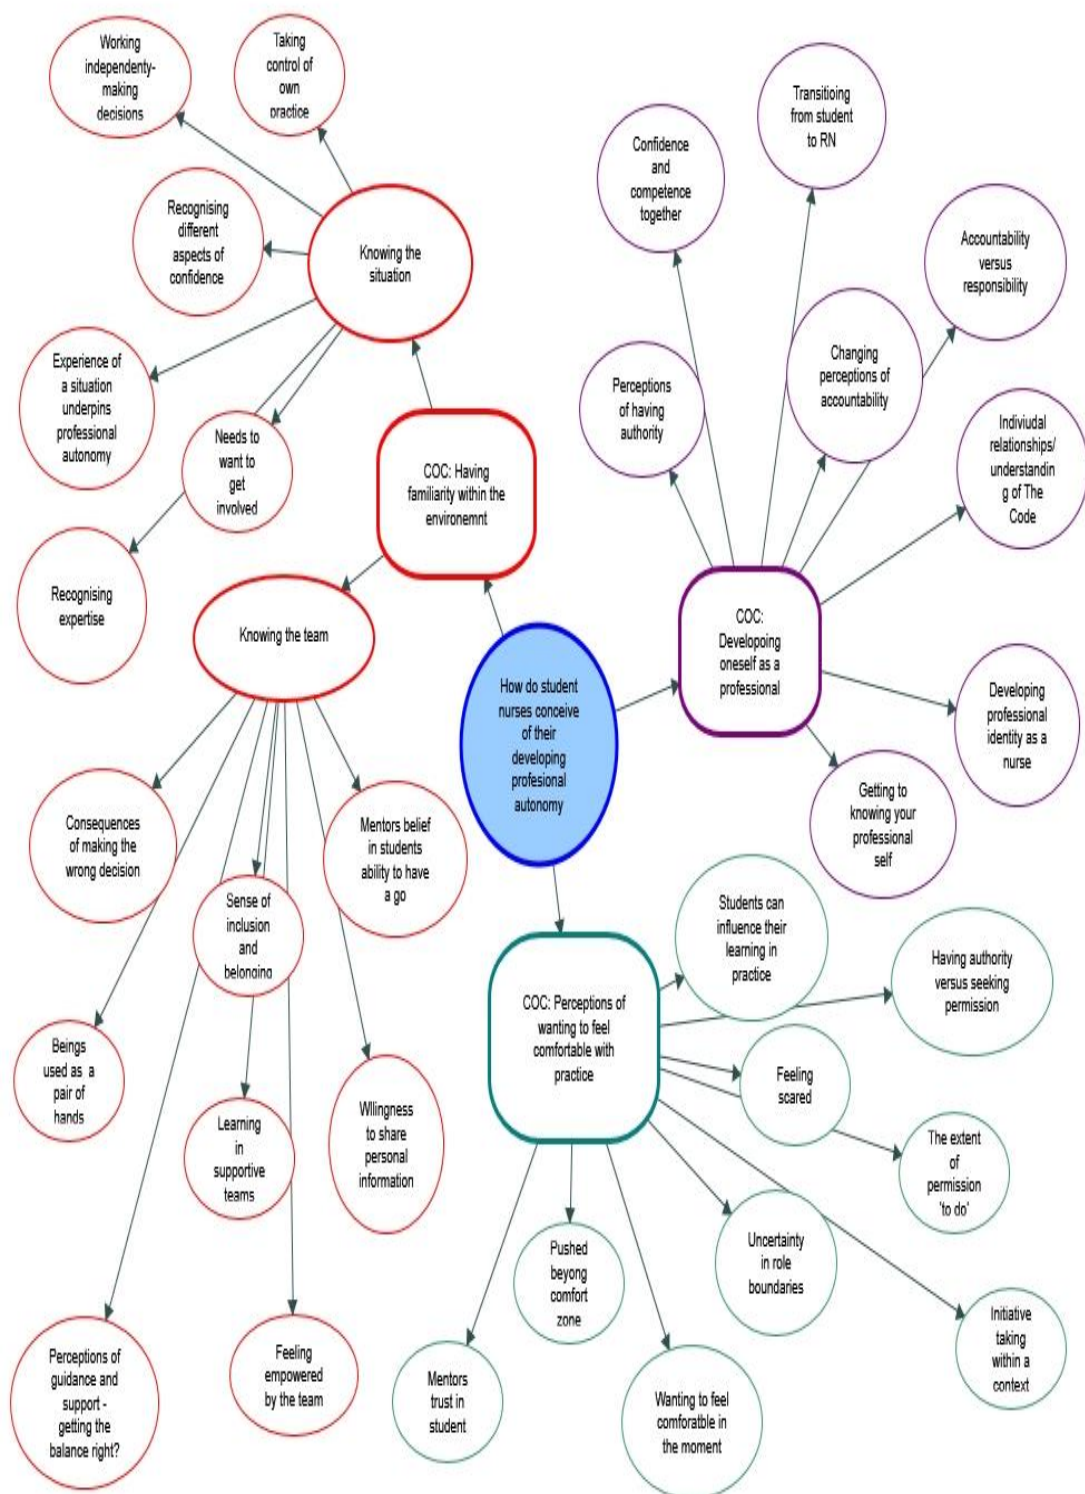 Working
independenty-
making
decisions
Taking
control of
own
practice
Recognising
different
aspects of
confidence
Knowing the
situation
Experience of
a situation
underpins
professional
autonomy
Needs to
want to
get
involved
Recognising
expertise
COC: Having
familiarity within the
environemnt
Knowing the team
Consequences
of making the
wrong decision
Mentors belief
in students
ability to have
a go
Sense of
inclusion
and
belonging
Beings
used as a
pair of
hands
Learning
in
supportive
teams
WIlingness
to share
personal
information
Perceptions of
guidance and
support -
getting the
balance right?
Feeling
empowered
by the team
How do student
nurses conceive
of their
developing
profesional
autonomy
Confidence
and
competence
together
Transitioing
from student
to RN
Accountability
versus
responsibility
Perceptions
of having
authority
Changing
perceptions of
accountability
Indiviudal
relationships/
understandin
g of The
Code
COC:
Developoing
oneself as a
professional
Developing
professional
identity as a
nurse
Getting to
knowing your
professional
self
COC: Perceptions of
wanting to feel
comfortable with
practice
Students can
influence their
learning in
practice
Having authority
versus seeking
permission
Feeling
scared
The extent
of
permission
'to do'
Uncertainty
in role
boundaries
Initiative
taking
within a
context
Pushed
beyong
comfort
zone
Mentors
trust in
student
Wanting to feel
comforatble in
the moment